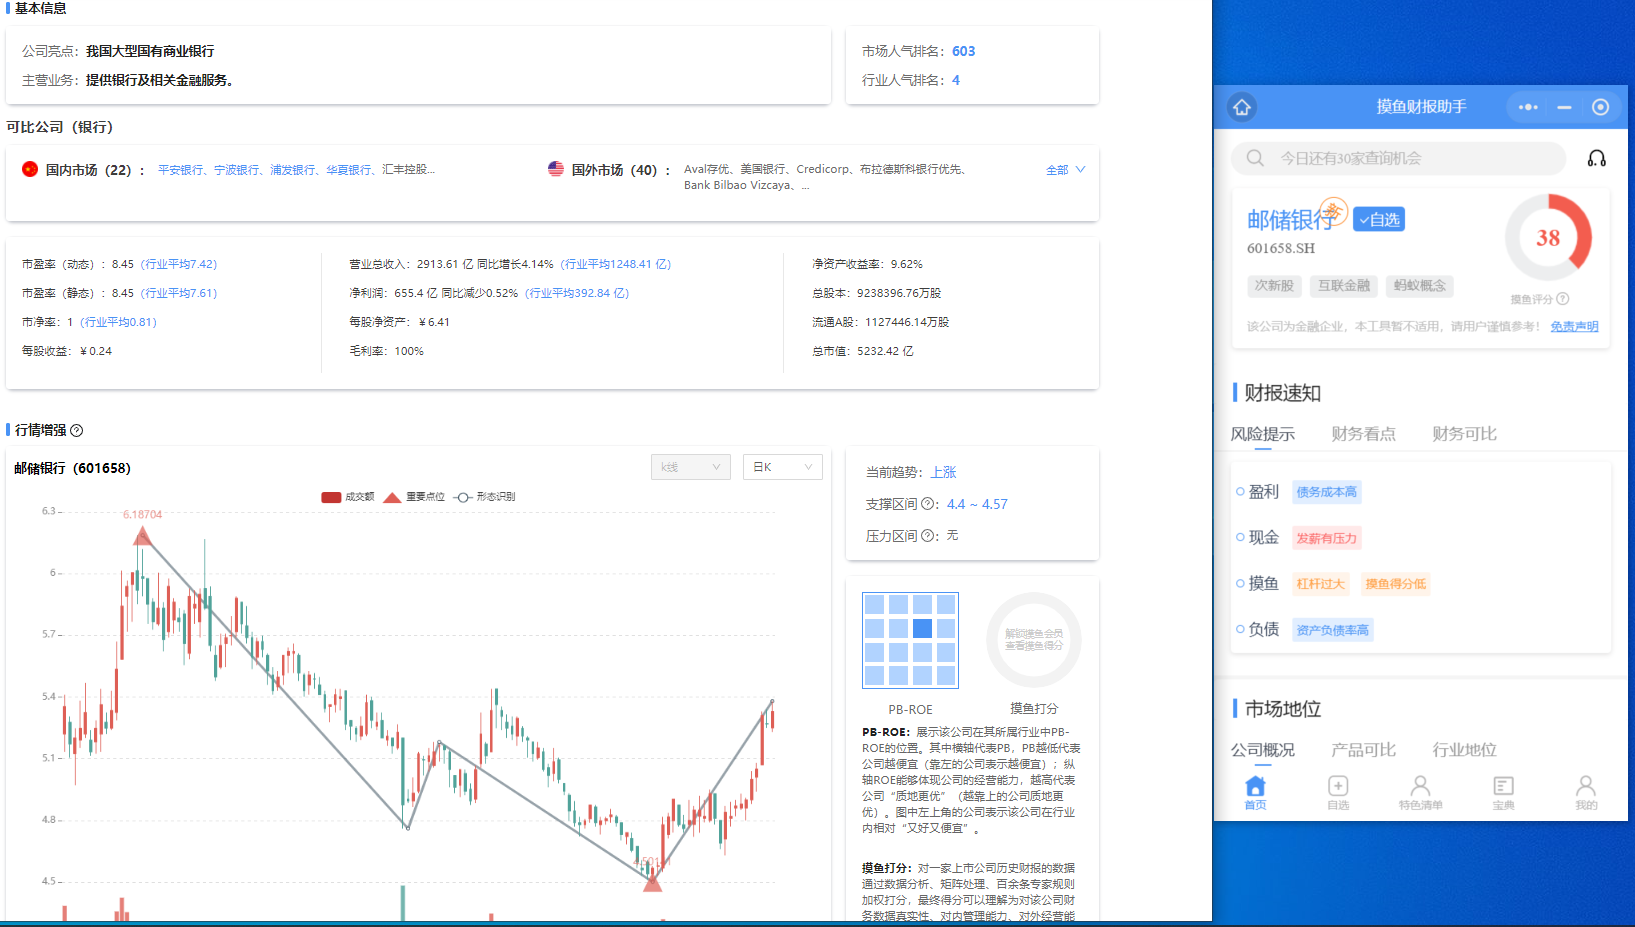 基本信息
公司亮点：我国大型国有商业银行
主营业务：提供银行及相关金融服务。
市场人气排名：603
行业人气排名：4
可比公司（银行）
国内市场（22）：平安银行、宁波银行、浦发银行、华夏银行、汇丰控股...
国外市场（40）：Aval存优、美国银行、Credicorp、布拉德斯科银行优先、
Bank Bilbao Vizcaya、...
全部
市盈率（动态）：8.45（行业平均7.42）
市盈率（静态）：8.45（行业平均7.61）
市净率：1（行业平均0.81）
每股收益：￥0.24
营业总收入：2913.61 亿 同比增长4.14%（行业平均1248.41 亿）
净利润：655.4 亿 同比减少0.52%（行业平均392.84 亿）
每股净资产：￥6.41
毛利率：100%
净资产收益率：9.62%
总股本：9238396.76万股
流通A股：1127446.14万股
总市值：5232.42 亿
行情增强
邮储银行（601658）
k线
日K
成交额 重要点位 形态识别
6.3
6.18704
6
5.7
5.4
5.1
4.8
4.5
当前趋势：上涨
支撑区间：4.4 ~ 4.57
压力区间：无
解锁摸鱼会员
查看摸鱼得分
PB-ROE
摸鱼打分
PB-ROE：展示该公司在其所属行业中PB-
ROE的位置。其中横轴代表PB，PB越低代表
公司越便宜（靠左的公司表示越便宜）；纵
轴ROE能够体现公司的经营能力，越高代表
公司“质地更优”（越靠上的公司质地更
优）。图中左上角的公司表示该公司在行业
内相对“又好又便宜”。
摸鱼打分：对一家上市公司历史财报的数据
通过数据分析、矩阵处理、百余条专家规则
加权打分，最终得分可以理解为对该公司财
务数据真实性、对内管理能力、对外经营能
摸鱼财报助手
今日还有30家查询机会
邮储银行
新
自选
601658.SH
38
次新股 互联金融 蚂蚁概念
摸鱼评分
该公司为金融企业，本工具暂不适用，请用户谨慎参考！ 免责声明
财报速知
风险提示 财务看点 财务可比
盈利 债务成本高
现金 发薪有压力
摸鱼 杠杆过大 摸鱼得分低
负债 资产负债率高
市场地位
公司概况 产品可比 行业地位
首页 自选 特色清单 宝典 我的